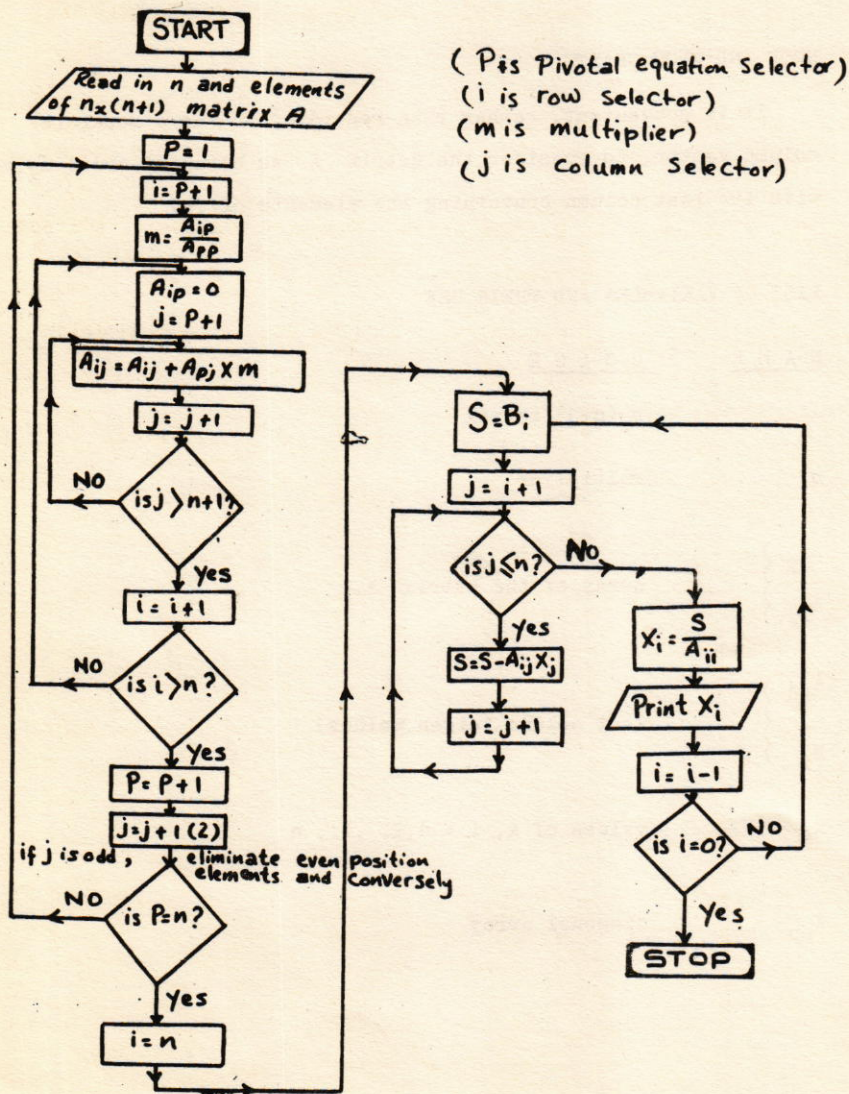 START
Read in n and elements
of nx(n+1) matrix A
P=1
i=P+1
m=Aip/App
Aip=0
j=P+1
Aij=Aij+Apj X m
j=j+1
is j>n+1?
NO
Yes
i=i+1
is i>n?
NO
Yes
P=P+1
j=j+1(2)
if j is odd, eliminate even position
elements and conversely
is P=n?
NO
Yes
i=n
(P is Pivotal equation selector)
(i is row selector)
(m is multiplier)
(j is column selector)
S=Bi
j=i+1
is j≤n?
NO
Yes
S=S-AijXj
j=j+1
Xi=S/Aii
Print Xi
i=i-1
is i=0?
NO
Yes
STOP